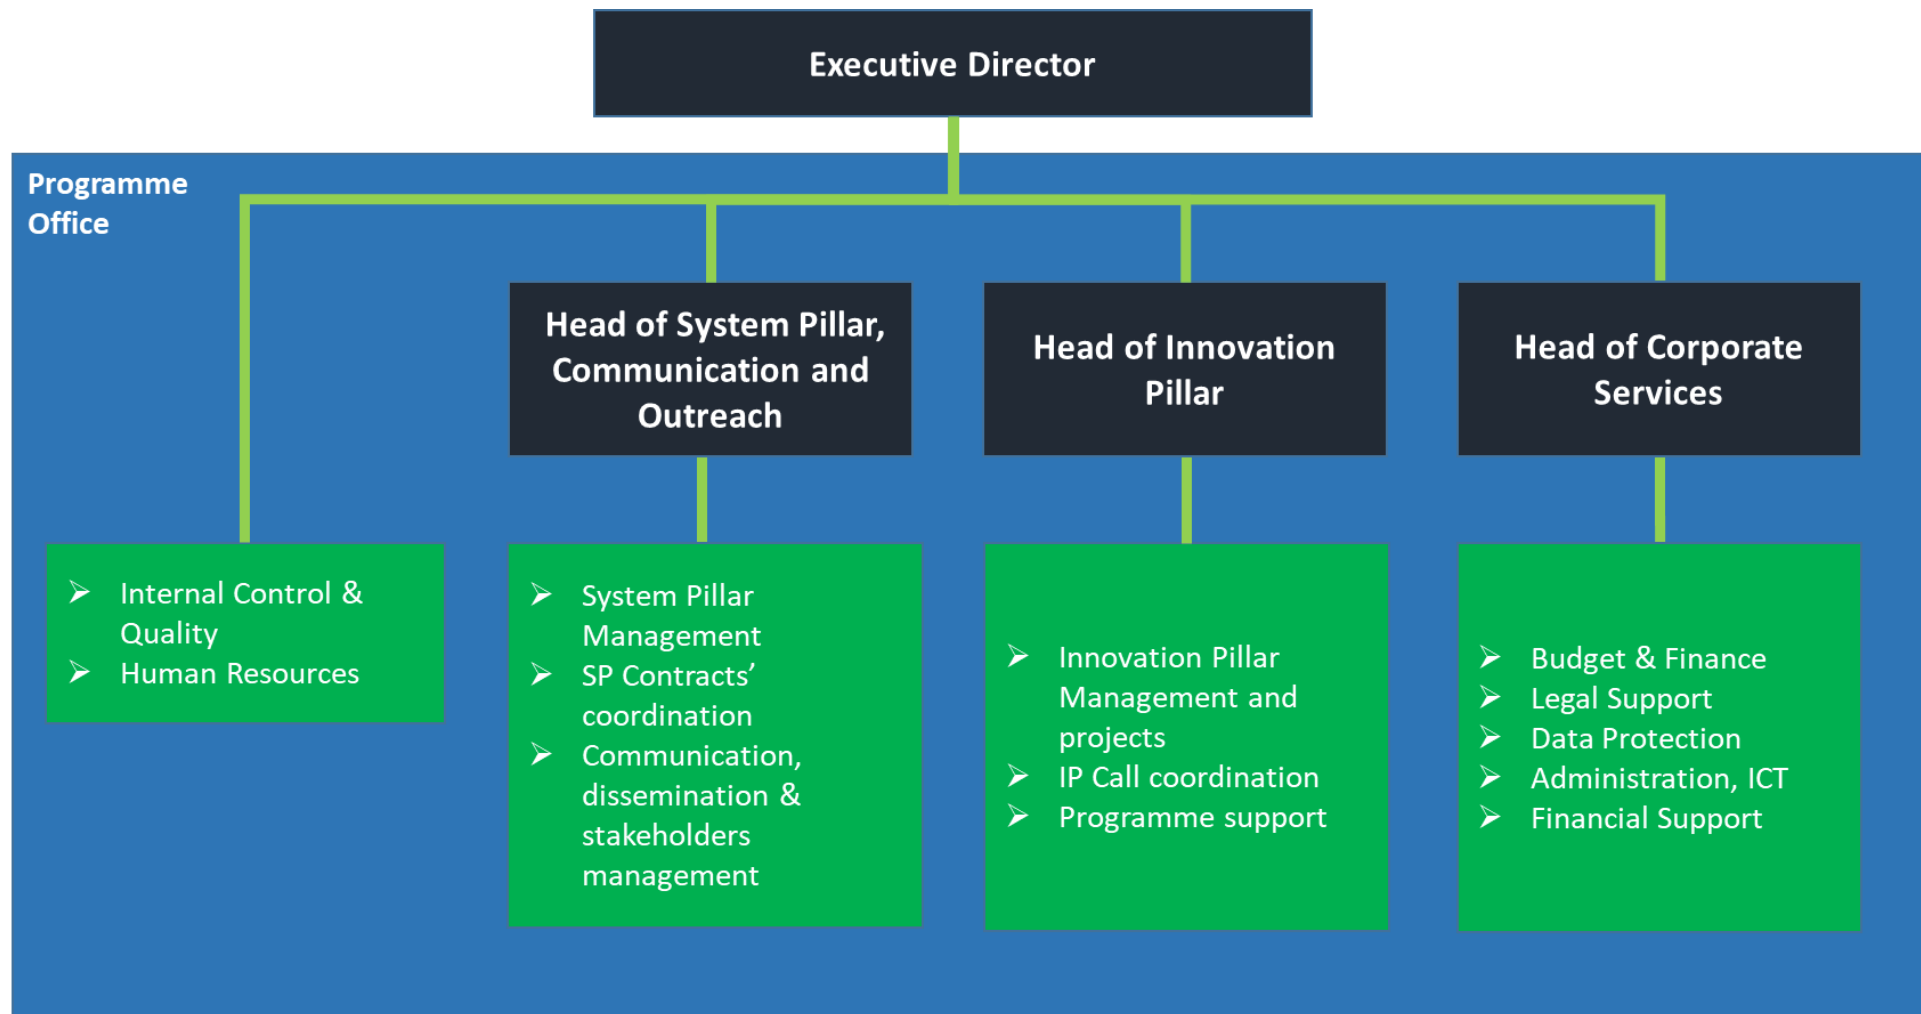 Executive Director
Programme
Office
Head of System Pillar,
Communication and
Outreach
Head of Innovation
Pillar
Head of Corporate
Services
➢ Internal Control &
Quality
➢ Human Resources
➢ System Pillar
Management
➢ SP Contracts’
coordination
➢ Communication,
dissemination &
stakeholders
management
➢ Innovation Pillar
Management and
projects
➢ IP Call coordination
➢ Programme support
➢ Budget & Finance
➢ Legal Support
➢ Data Protection
➢ Administration, ICT
➢ Financial Support